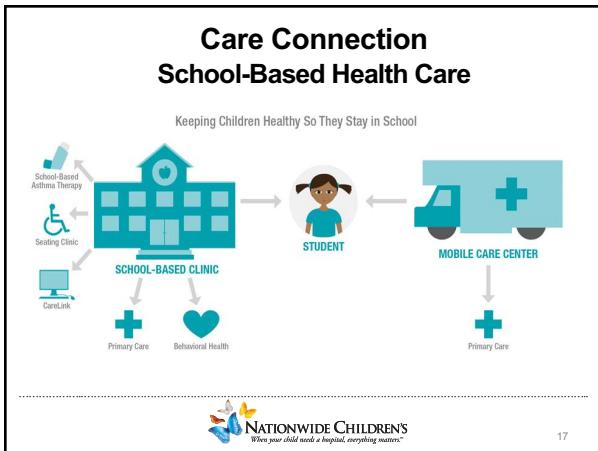 Care Connection
School-Based Health Care
Keeping Children Healthy So They Stay in School
School-Based
Asthma Therapy
Seating Clinic
CareLink
SCHOOL-BASED CLINIC
Primary Care
Behavioral Health
STUDENT
MOBILE CARE CENTER
Primary Care
NATIONWIDE CHILDREN'S
When your child needs a hospital, everything matters.™
17